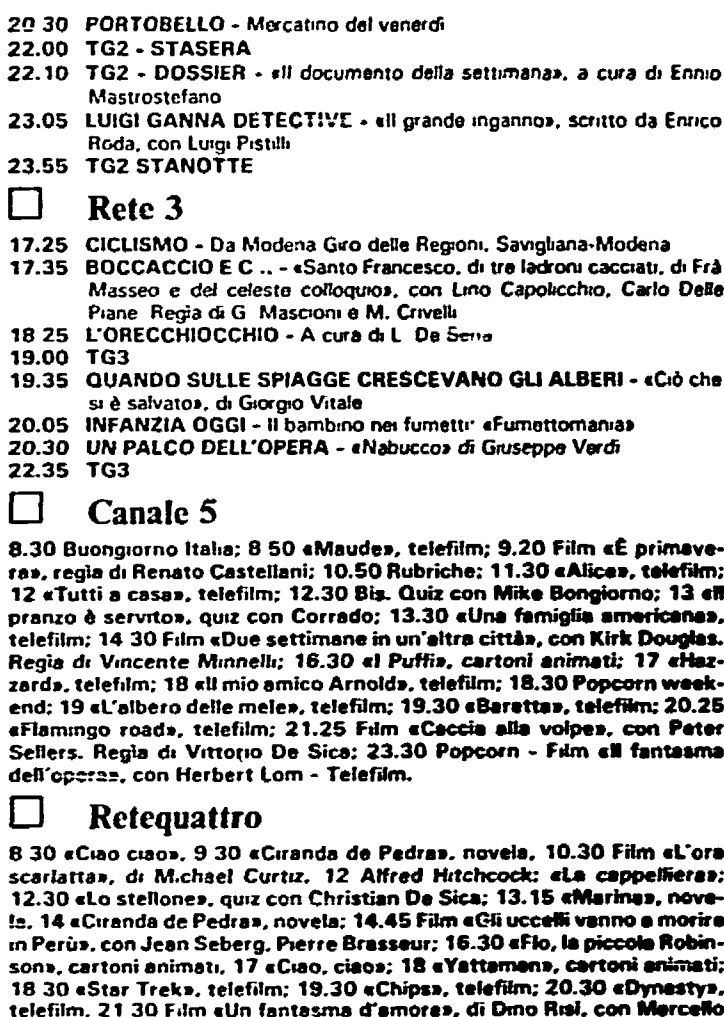 20 30 PORTOBELLO - Mercatino del venerdì
22.00 TG2 - STASERA
22.10 TG2 - DOSSIER - «Il documento della settimana», a cura di Ennio
Mastrostefano
23.05 LUIGI GANNA DETECTIVE - «Il grande inganno», scritto da Enrico
Roda, con Luigi Pistilli
23.55 TG2 STANOTTE
□ Rete 3
17.25 CICLISMO - Da Modena Giro delle Regioni, Savigliana-Modena
17.35 BOCCACCIO E C .. - «Santo Francesco, di tre ladroni cacciati, di Frà
Masseo e del celeste colloquio», con Lino Capolicchio, Carlo Delle
Piane Regia di G Mascioni e M. Crivelli
18 25 L'ORECCHIOCCHIO - A cura di L De Sena
19.00 TG3
19.35 QUANDO SULLE SPIAGGE CRESCEVANO GLI ALBERI - «Ciò che
si è salvato», di Giorgio Vitale
20.05 INFANZIA OGGI - Il bambino nei fumetti: «Fumettomania»
20.30 UN PALCO DELL'OPERA - «Nabucco» di Giuseppe Verdi
22.35 TG3
□ Canale 5
8.30 Buongiorno Italia; 8 50 «Maude», telefilm; 9.20 Film «È primave-
ra», regia di Renato Castellani; 10.50 Rubriche; 11.30 «Alice», telefilm;
12 «Tutti a casa», telefilm; 12.30 Bis. Quiz con Mike Bongiorno; 13 «Il
pranzo è servito», quiz con Corrado; 13.30 «Una famiglia americana»,
telefilm; 14 30 Film «Due settimane in un'altra città», con Kirk Douglas.
Regia di Vincente Minnelli; 16.30 «I Puffi», cartoni animati; 17 «Haz-
zard», telefilm; 18 «Il mio amico Arnold», telefilm; 18.30 Popcorn week-
end; 19 «L'albero delle mele», telefilm; 19.30 «Baretta», telefilm; 20.25
«Flamingo road», telefilm; 21.25 Film «Caccia alla volpe», con Peter
Sellers. Regia di Vittorio De Sica; 23.30 Popcorn - Film «Il fantasma
dell'opera», con Herbert Lom - Telefilm.
□ Retequattro
8 30 «Ciao ciao», 9 30 «Ciranda de Pedra», novela, 10.30 Film «L'ora
scarlatta», di Michael Curtiz, 12 Alfred Hitchcock: «La cappelliera»;
12.30 «Lo stellone», quiz con Christian De Sica; 13.15 «Marina», nove-
la, 14 «Ciranda de Pedra», novela; 14.45 Film «Gli uccelli vanno a morire
in Perù», con Jean Seberg, Pierre Brasseur; 16.30 «Flo, la piccola Robin-
son», cartoni animati, 17 «Ciao, ciao»; 18 «Yattaman», cartoni animati;
18 30 «Star Trek», telefilm; 19.30 «Chips», telefilm; 20.30 «Dynasty»,
telefilm, 21 30 Film «Un fantasma d'amore», di Dino Risi, con Marcello